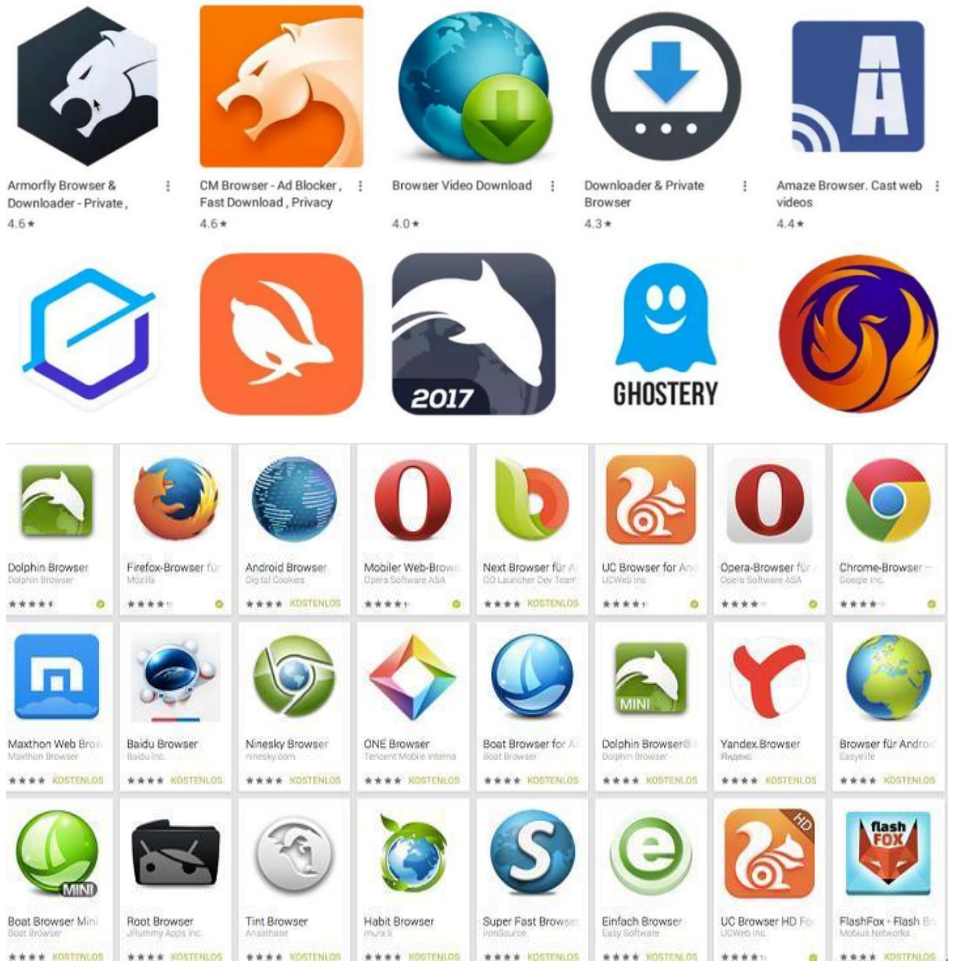 Armorfly Browser &
Downloader - Private ,
4.6★
CM Browser - Ad Blocker ,
Fast Download , Privacy
4.6★
Browser Video Download
4.0★
Downloader & Private
Browser
4.3★
A
Amaze Browser. Cast web
videos
4.4★
2017
GHOSTERY
Dolphin Browser
Dolphin Browser
Firefox-Browser für
Mozilla
Android Browser
Digital Cookies
KOSTENLOS
Mobiler Web-Brows
Opera Software ASA
Next Browser für A
GO Launcher Dev Team
KOSTENLOS
UC Browser for And
UCWeb Inc.
Opera-Browser für
Opera Software ASA
Chrome-Browser –
Google Inc.
Maxthon Web Brow
Maxthon Browser
KOSTENLOS
Baidu Browser
Baidu Inc.
KOSTENLOS
Ninesky Browser
ninesky.com
KOSTENLOS
ONE Browser
Tencent Mobile Interna
KOSTENLOS
Boat Browser for A
Boat Browser
KOSTENLOS
MINI
Dolphin Browser®
Dolphin Browser
KOSTENLOS
Yandex.Browser
Яндекс
KOSTENLOS
Browser für Androi
Easyelife
KOSTENLOS
MINI
Boat Browser Mini
Boat Browser
KOSTENLOS
Root Browser
JRummy Apps Inc.
KOSTENLOS
Tint Browser
Anasthase
KOSTENLOS
Habit Browser
mura.k
KOSTENLOS
S
Super Fast Browser
ironSource
KOSTENLOS
e
Einfach Browser
Easy Software
KOSTENLOS
HD
UC Browser HD For
UCWeb Inc.
flash
FOX
FlashFox - Flash Br
Mobius Networks
KOSTENLOS